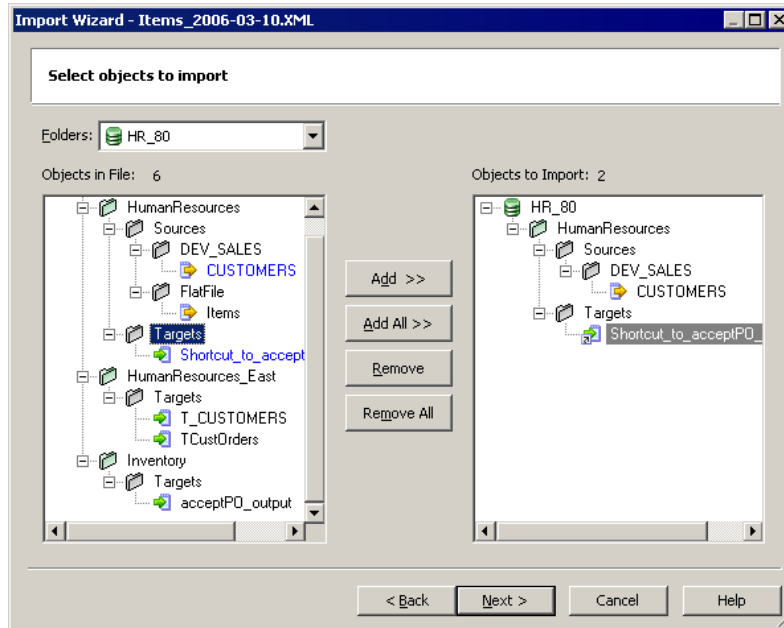 Import Wizard - Items_2006-03-10.XML
Select objects to import
Folders: HR_80
Objects in File: 6
HumanResources
Sources
DEV_SALES
CUSTOMERS
FlatFile
Items
Targets
Shortcut_to_accept
HumanResources_East
Targets
T_CUSTOMERS
TCustOrders
Inventory
Targets
acceptPO_output
Add >>
Add All >>
Remove
Remove All
Objects to Import: 2
HR_80
HumanResources
Sources
DEV_SALES
CUSTOMERS
Targets
Shortcut_to_acceptPO_
< Back
Next >
Cancel
Help